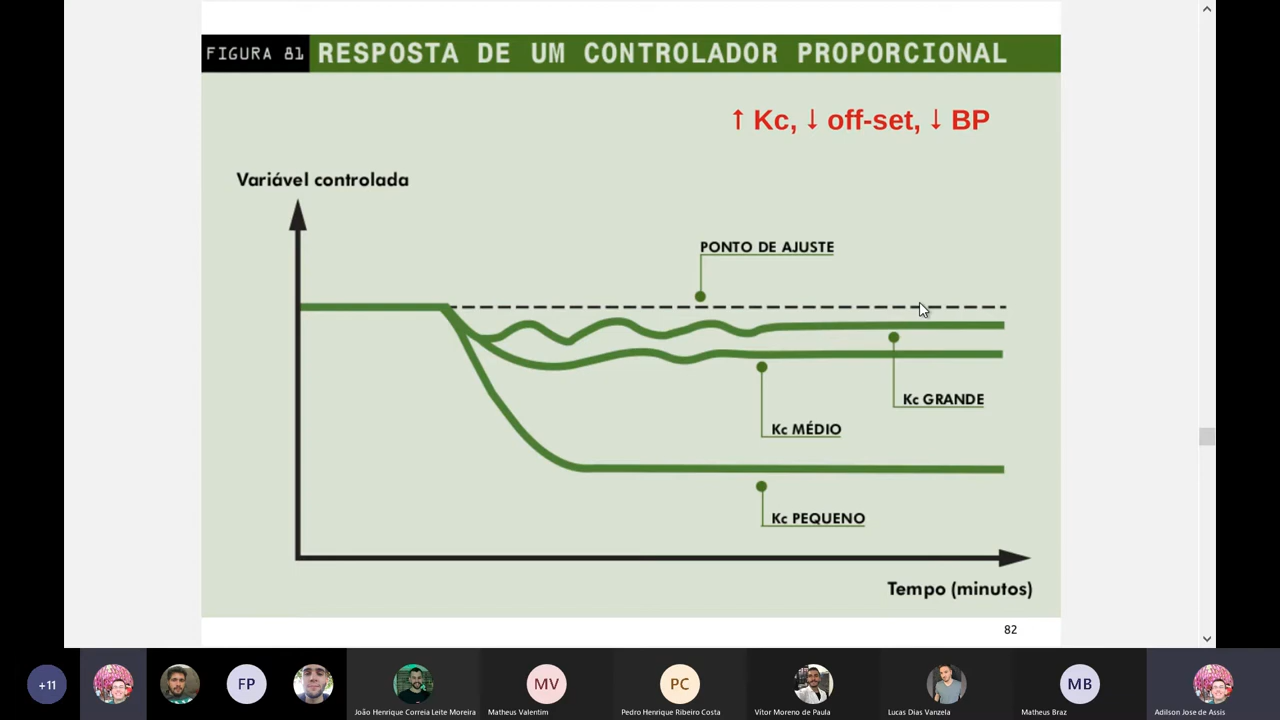 FIGURA 81 RESPOSTA DE UM CONTROLADOR PROPORCIONAL
↑ Kc, ↓ off-set, ↓ BP
Variável controlada
PONTO DE AJUSTE
Kc GRANDE
Kc MÉDIO
Kc PEQUENO
Tempo (minutos)
82
+11
FP
MV
PC
MB
João Henrique Correia Leite Moreira
Matheus Valentim
Pedro Henrique Ribeiro Costa
Vítor Moreno de Paula
Lucas Dias Vanzela
Matheus Braz
Adilson Jose de Assis